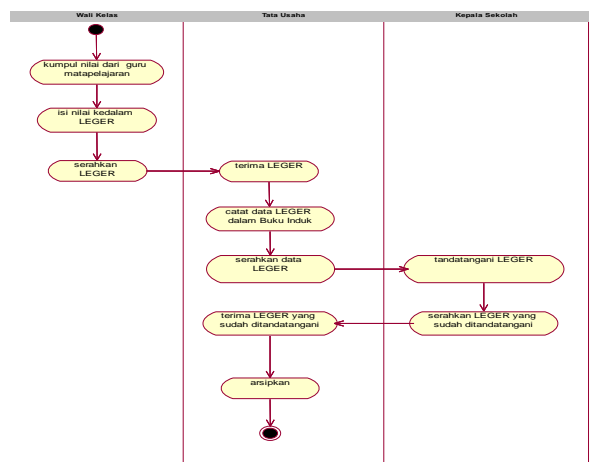 Wali Kelas
Tata Usaha
Kepala Sekolah
kumpul nilai dari guru
matapelajaran
isi nilai kedalam
LEGER
serahkan
LEGER
terima LEGER
catat data LEGER
dalam Buku Induk
serahkan data
LEGER
tandatangani LEGER
serahkan LEGER yang
sudah ditandatangani
terima LEGER yang
sudah ditandatangani
arsipkan